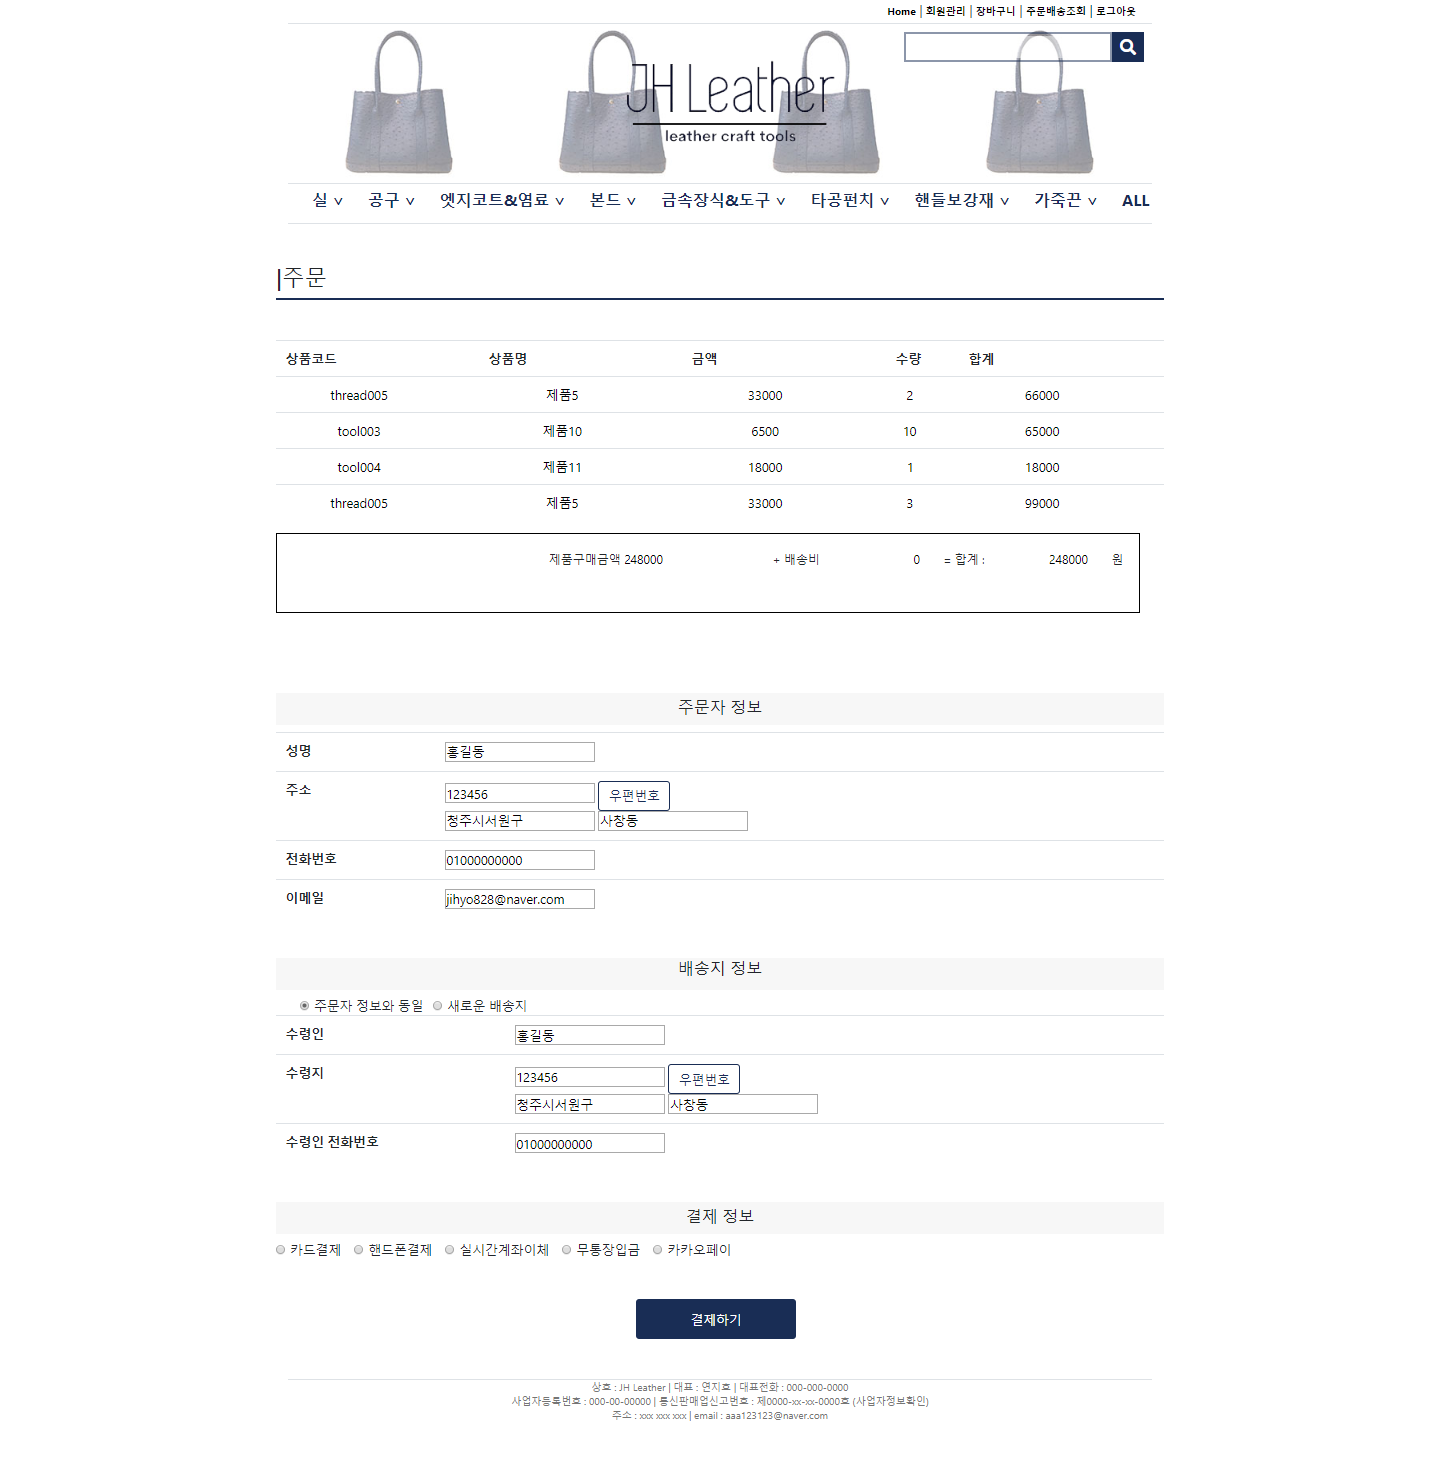 Home | 회원관리 | 장바구니 | 주문배송조회 | 로그아웃
JH Leather
leather craft tools
실 ∨ 공구 ∨ 엣지코트&염료 ∨ 본드 ∨ 금속장식&도구 ∨ 타공펀치 ∨ 핸들보강재 ∨ 가죽끈 ∨ ALL
|주문
상품코드 상품명 금액 수량 합계
thread005 제품5 33000 2 66000
tool003 제품10 6500 10 65000
tool004 제품11 18000 1 18000
thread005 제품5 33000 3 99000
제품구매금액 248000 + 배송비 0 = 합계 : 248000 원
주문자 정보
성명 홍길동
주소 123456 우편번호
청주시서원구 사창동
전화번호 01000000000
이메일 jihyo828@naver.com
배송지 정보
주문자 정보와 동일 새로운 배송지
수령인 홍길동
수령지 123456 우편번호
청주시서원구 사창동
수령인 전화번호 01000000000
결제 정보
카드결제 핸드폰결제 실시간계좌이체 무통장입금 카카오페이
결제하기
상호 : JH Leather | 대표 : 연지호 | 대표전화 : 000-000-0000
사업자등록번호 : 000-00-00000 | 통신판매업신고번호 : 제0000-xx-xx-0000호 (사업자정보확인)
주소 : xxx xxx xxx | email : aaa123123@naver.com